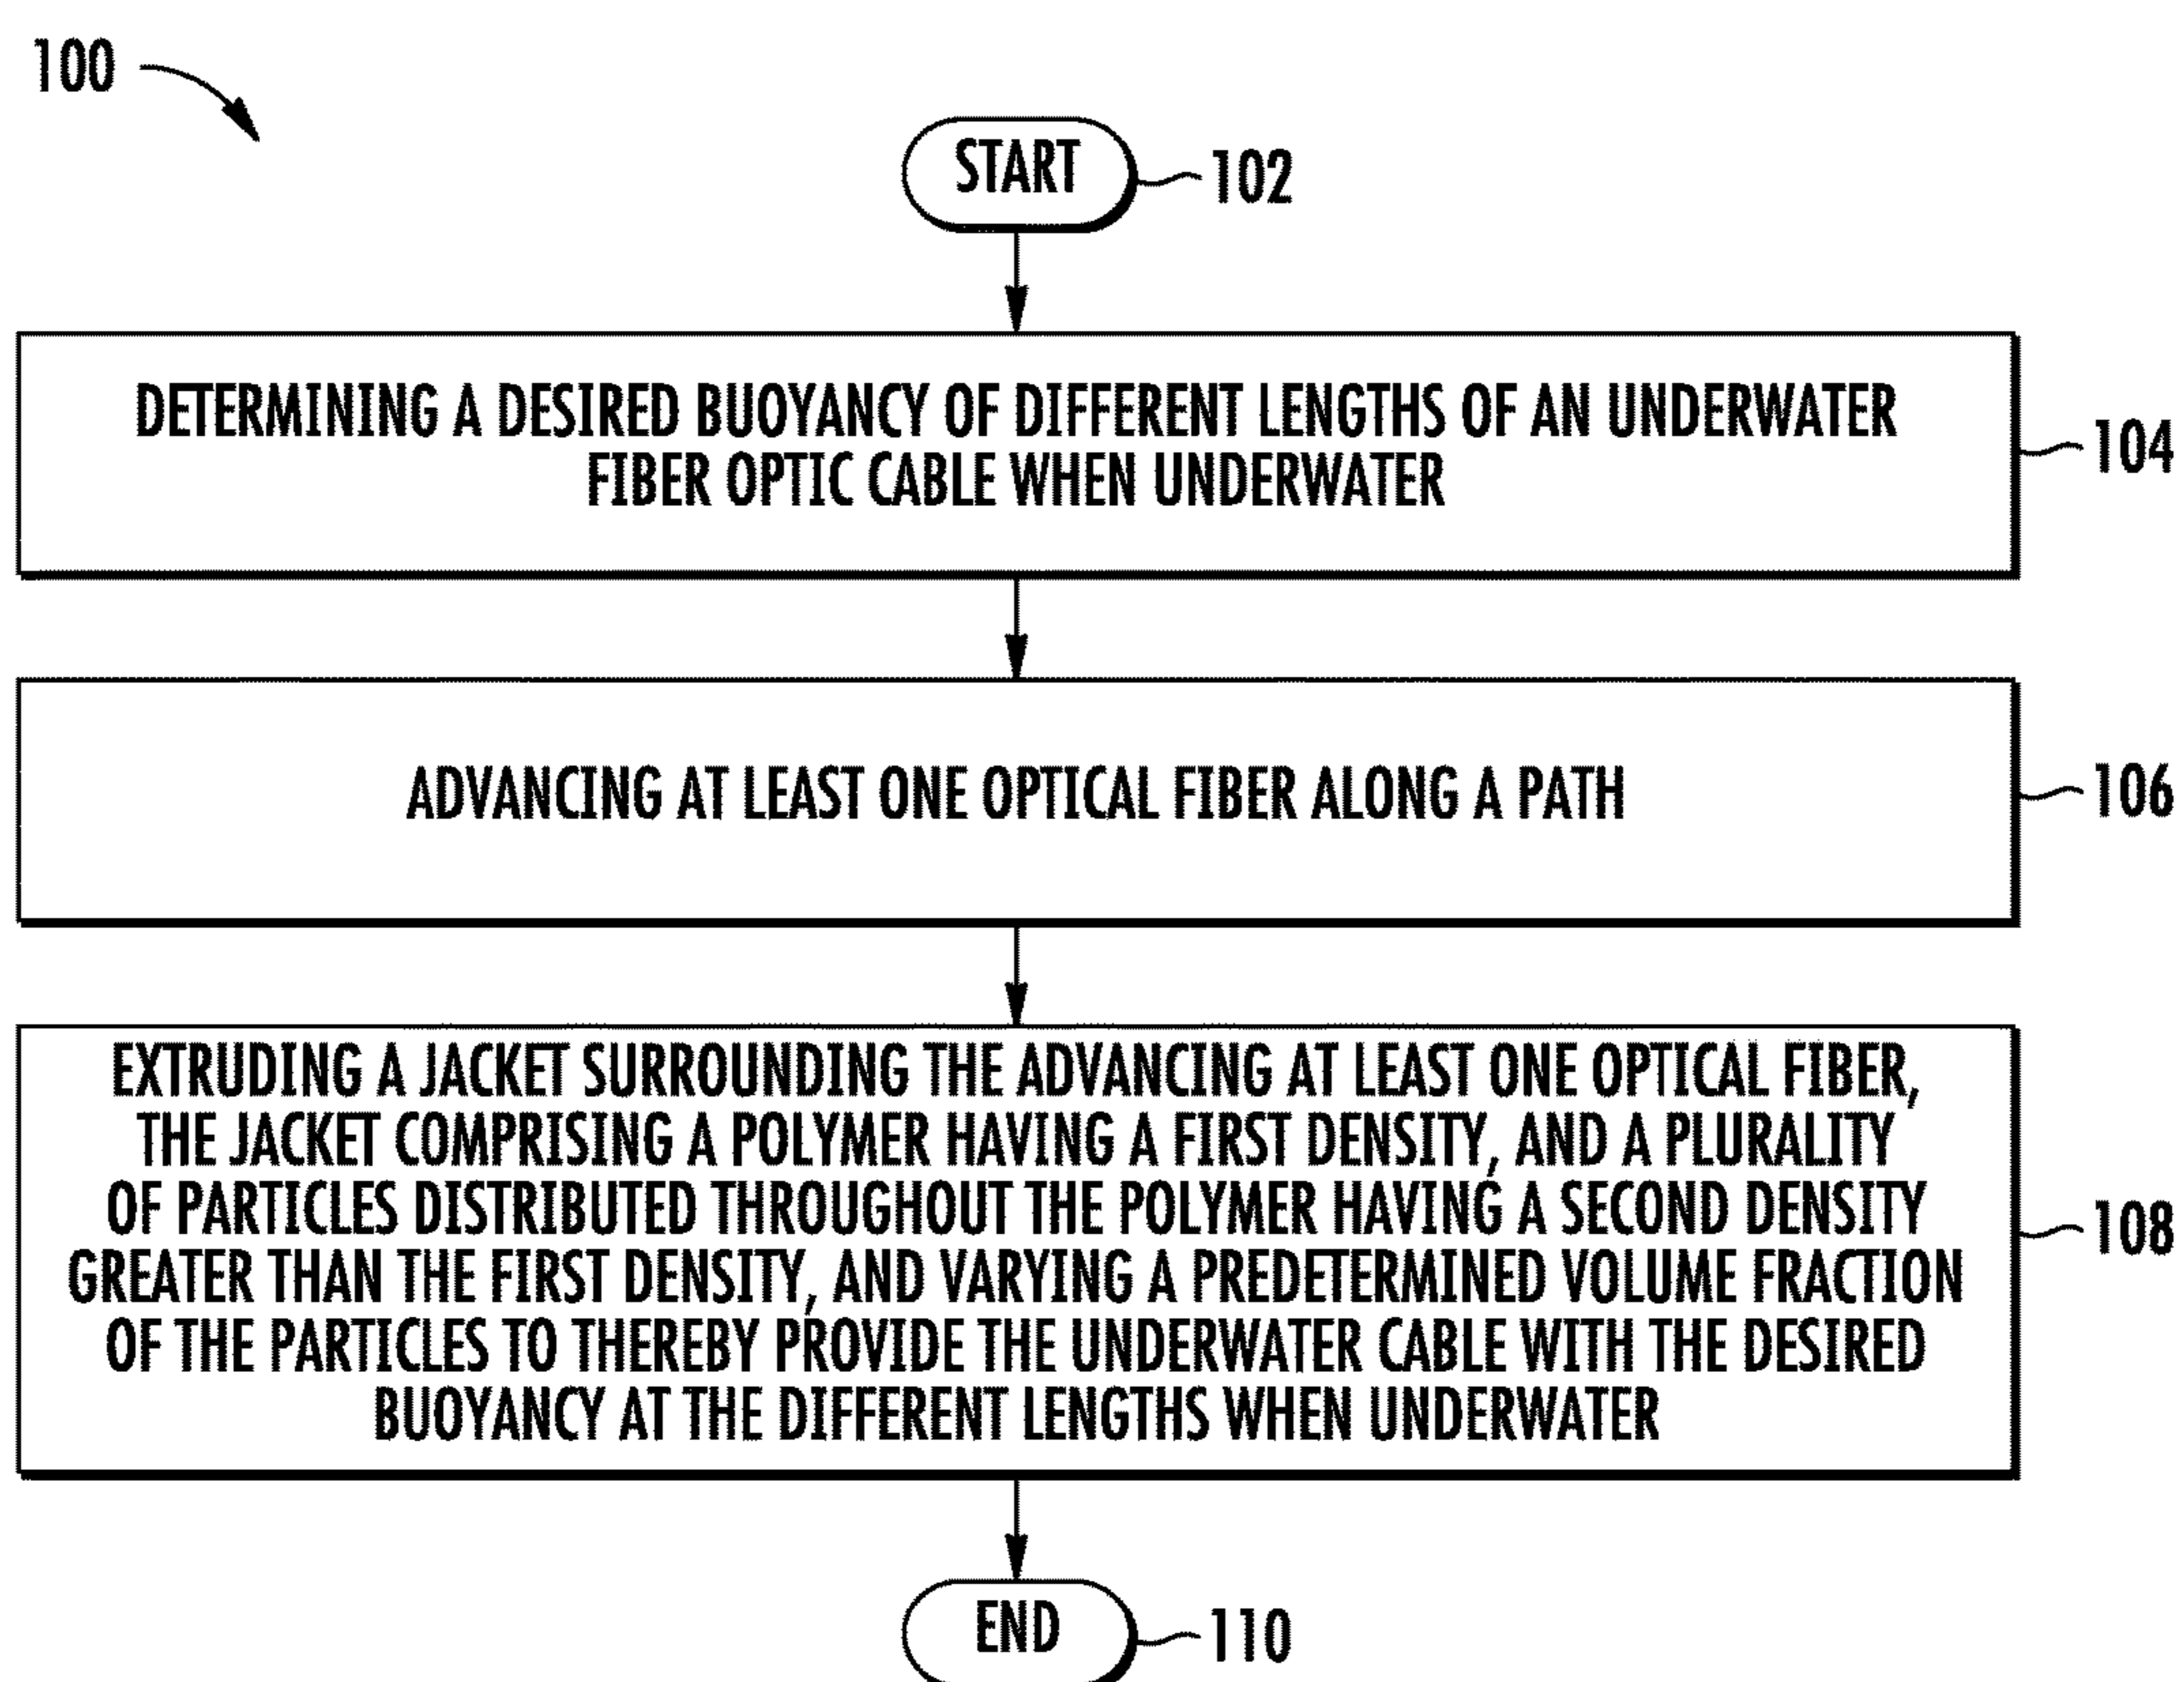 100
START
102
DETERMINING A DESIRED BUOYANCY OF DIFFERENT LENGTHS OF AN UNDERWATER
FIBER OPTIC CABLE WHEN UNDERWATER
104
ADVANCING AT LEAST ONE OPTICAL FIBER ALONG A PATH
106
EXTRUDING A JACKET SURROUNDING THE ADVANCING AT LEAST ONE OPTICAL FIBER,
THE JACKET COMPRISING A POLYMER HAVING A FIRST DENSITY, AND A PLURALITY
OF PARTICLES DISTRIBUTED THROUGHOUT THE POLYMER HAVING A SECOND DENSITY
GREATER THAN THE FIRST DENSITY, AND VARYING A PREDETERMINED VOLUME FRACTION
OF THE PARTICLES TO THEREBY PROVIDE THE UNDERWATER CABLE WITH THE DESIRED
BUOYANCY AT THE DIFFERENT LENGTHS WHEN UNDERWATER
108
END
110